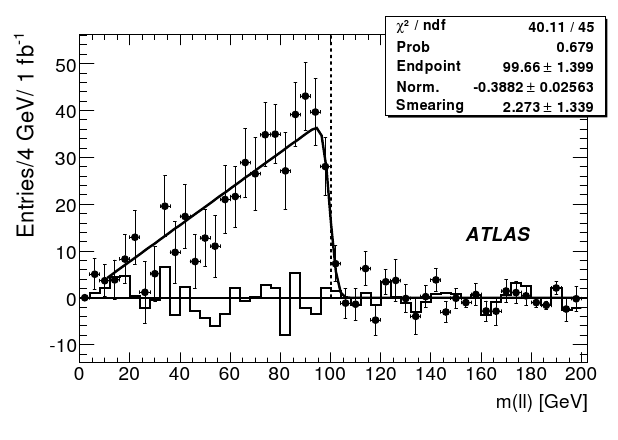 χ² / ndf 40.11 / 45
Prob 0.679
Endpoint 99.66 ± 1.399
Norm. -0.3882 ± 0.02563
Smearing 2.273 ± 1.339
Entries/4 GeV/ 1 fb⁻¹
50
40
30
20
10
0
-10
ATLAS
0 20 40 60 80 100 120 140 160 180 200
m(ll) [GeV]